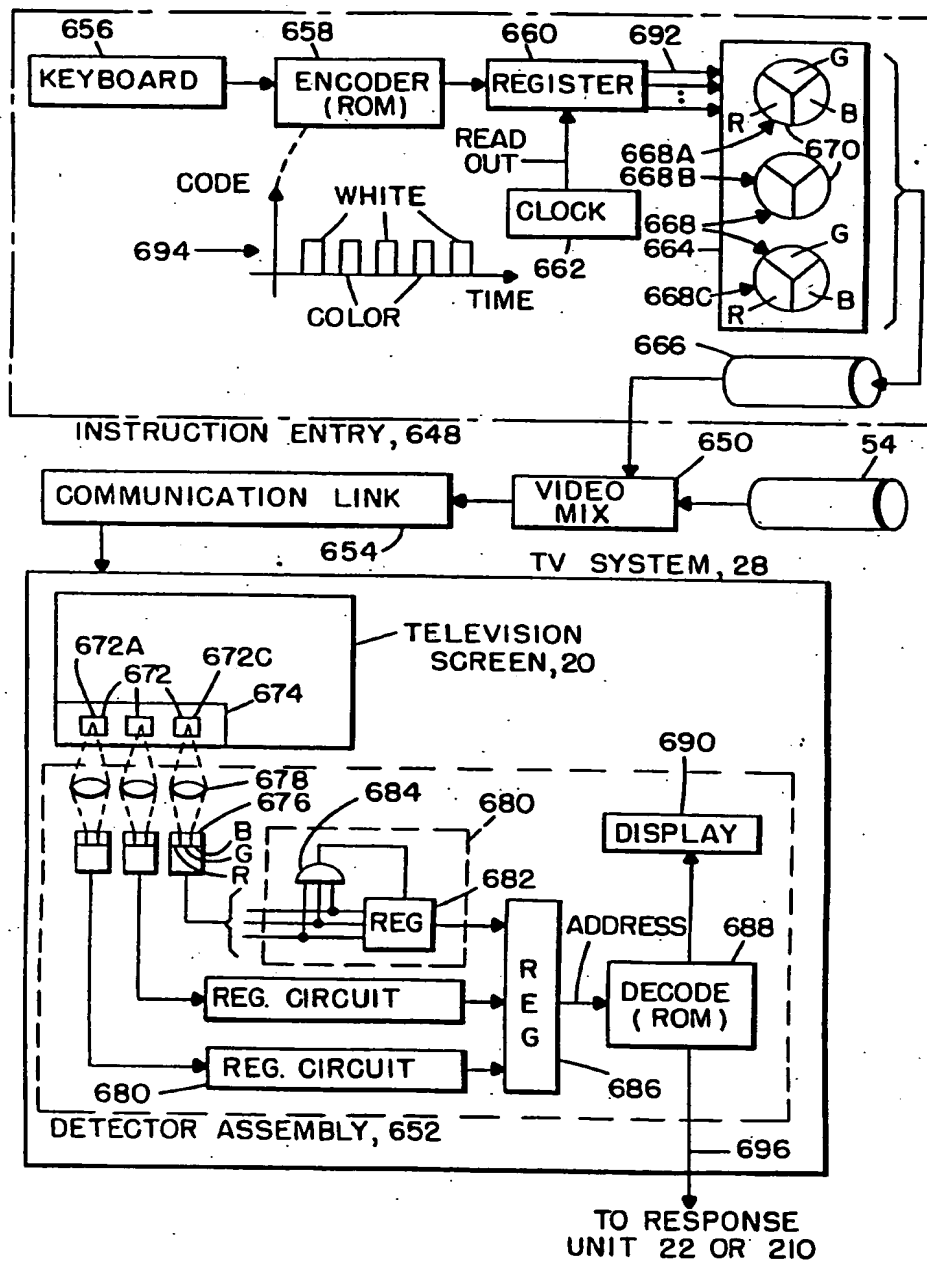 656
658
660
692
KEYBOARD
ENCODER
(ROM)
REGISTER
G
R
B
READ
OUT
668A
670
668B
CODE
WHITE
CLOCK
668
694
662
664
G
TIME
COLOR
668C
R
B
666
INSTRUCTION ENTRY, 648
650
54
COMMUNICATION LINK
VIDEO
MIX
654
TV SYSTEM, 28
672A
672
672C
674
TELEVISION
SCREEN, 20
678
676
684
680
690
DISPLAY
B
G
R
682
REG
ADDRESS
688
REG
DECODE
(ROM)
REG. CIRCUIT
REG. CIRCUIT
680
686
DETECTOR ASSEMBLY, 652
696
TO RESPONSE
UNIT 22 OR 210